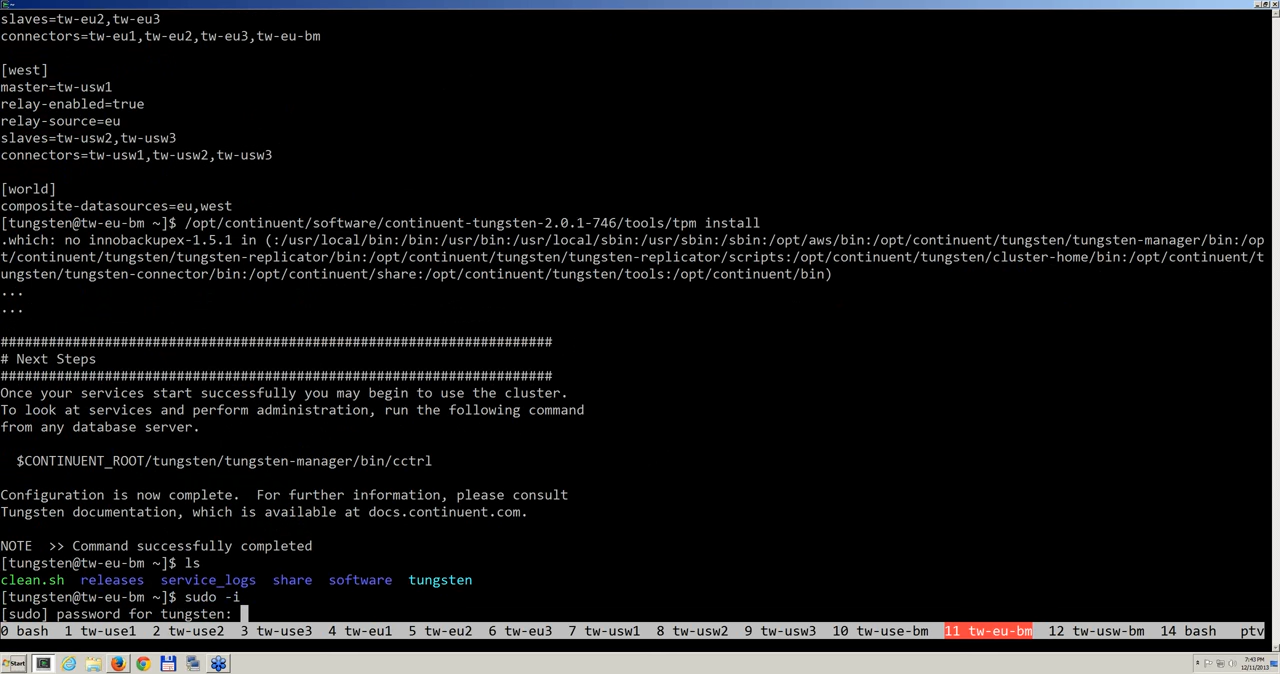 slaves=tw-eu2,tw-eu3
connectors=tw-eu1,tw-eu2,tw-eu3,tw-eu-bm
[west]
master=tw-usw1
relay-enabled=true
relay-source=eu
slaves=tw-usw2,tw-usw3
connectors=tw-usw1,tw-usw2,tw-usw3
[world]
composite-datasources=eu,west
[tungsten@tw-eu-bm ~]$ /opt/continuent/software/continuent-tungsten-2.0.1-746/tools/tpm install
.which: no innobackupex-1.5.1 in (:/usr/local/bin:/bin:/usr/bin:/usr/local/sbin:/usr/sbin:/sbin:/opt/aws/bin:/opt/continuent/tungsten/tungsten-manager/bin:/op
t/continuent/tungsten/tungsten-replicator/bin:/opt/continuent/tungsten/tungsten-replicator/scripts:/opt/continuent/tungsten/cluster-home/bin:/opt/continuent/t
ungsten/tungsten-connector/bin:/opt/continuent/share:/opt/continuent/tungsten/tools:/opt/continuent/bin)
...
...
#####################################################################
# Next Steps
#####################################################################
Once your services start successfully you may begin to use the cluster.
To look at services and perform administration, run the following command
from any database server.
$CONTINUENT_ROOT/tungsten/tungsten-manager/bin/cctrl
Configuration is now complete.  For further information, please consult
Tungsten documentation, which is available at docs.continuent.com.
NOTE  >> Command successfully completed
[tungsten@tw-eu-bm ~]$ ls
clean.sh  releases  service_logs  share  software  tungsten
[tungsten@tw-eu-bm ~]$ sudo -i
[sudo] password for tungsten:
0 bash  1 tw-use1  2 tw-use2  3 tw-use3  4 tw-eu1  5 tw-eu2  6 tw-eu3  7 tw-usw1  8 tw-usw2  9 tw-usw3  10 tw-use-bm  11 tw-eu-bm  12 tw-usw-bm  14 bash  ptv
Start
7:43 PM
12/11/2013